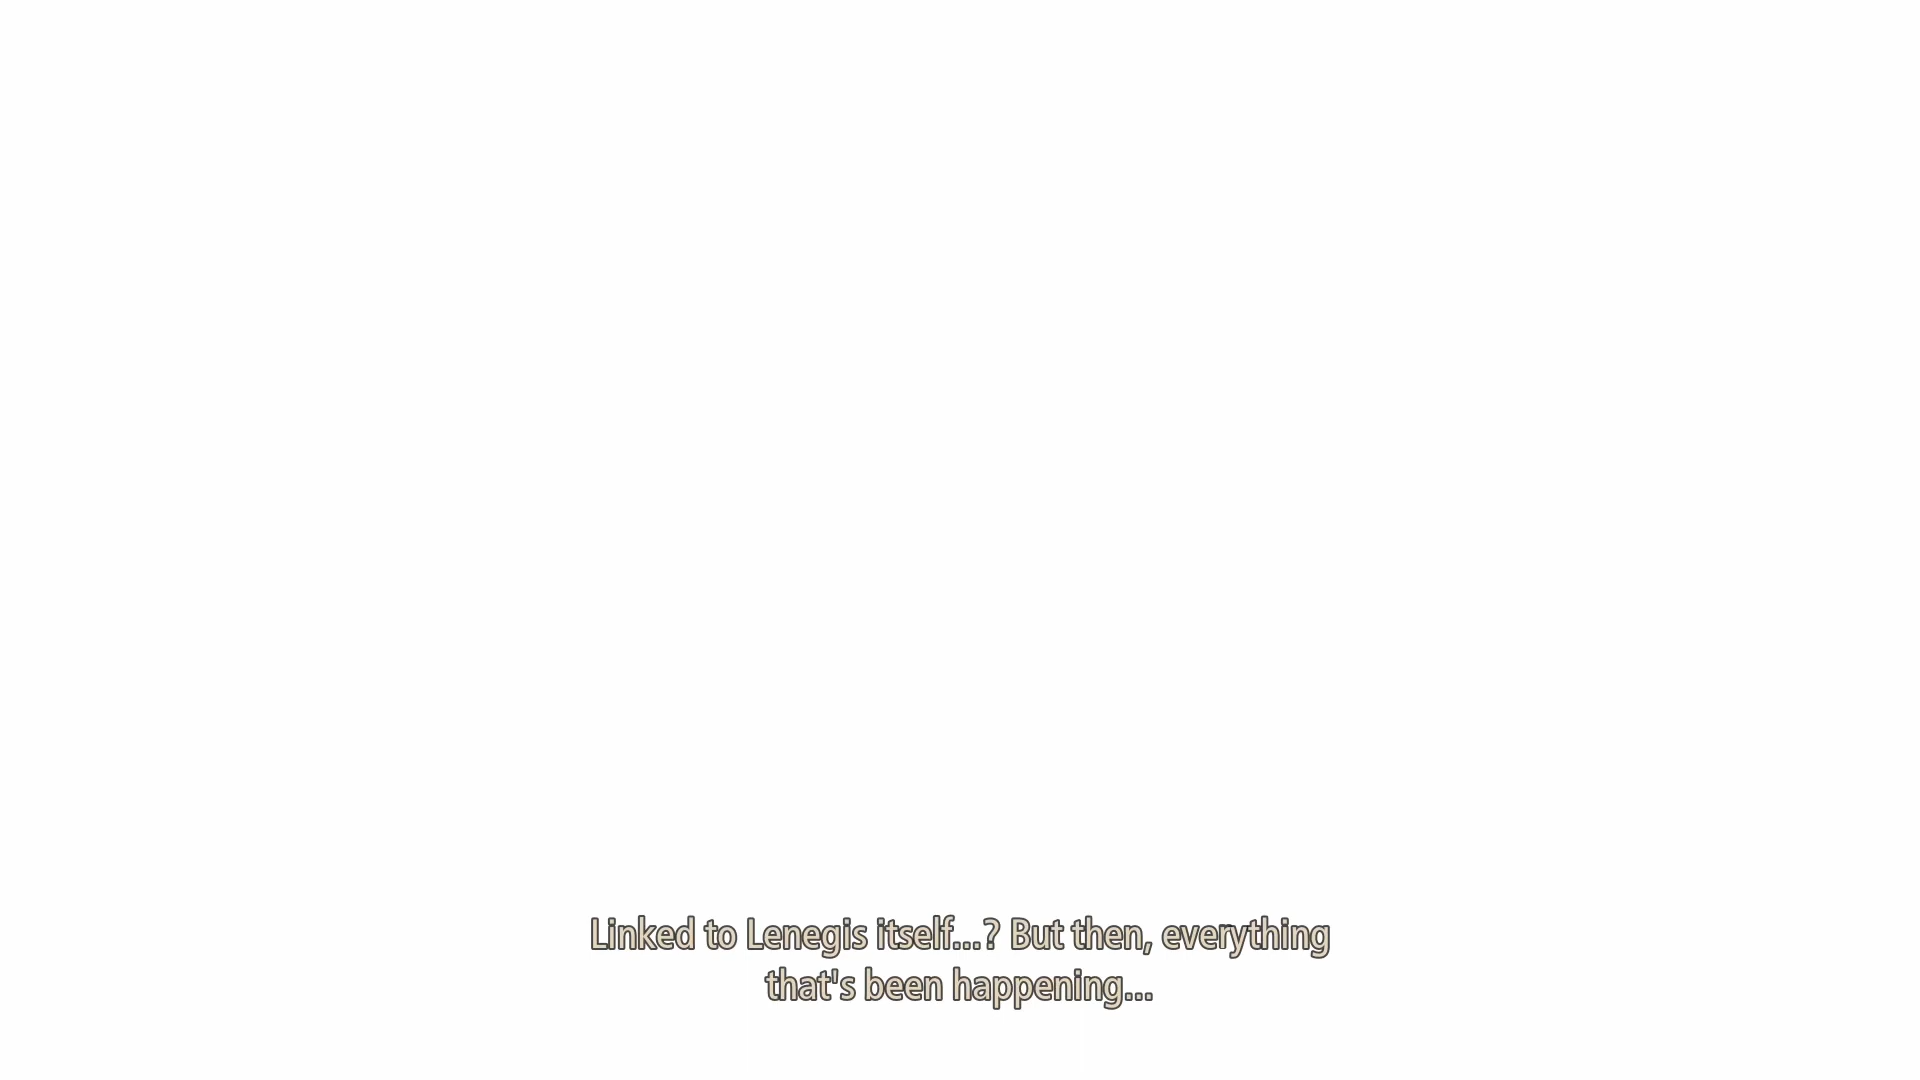 Linked to Lenegis itself...? But then, everything
that's been happening...